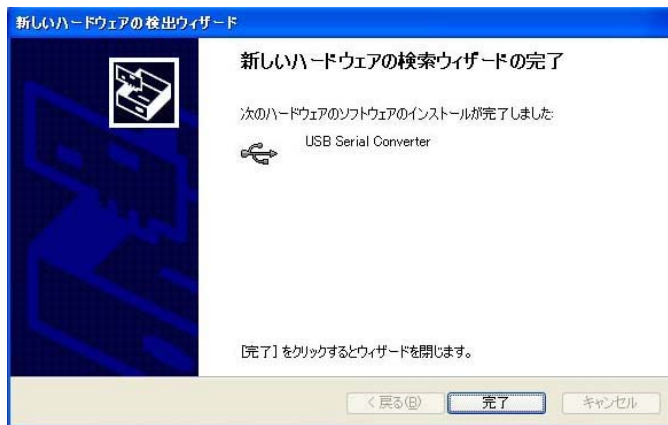 新しいハードウェアの検出ウィザード
新しいハードウェアの検索ウィザードの完了
次のハードウェアのソフトウェアのインストールが完了しました:
USB Serial Converter
[完了] をクリックするとウィザードを閉じます。
< 戻る(B)
完了
キャンセル